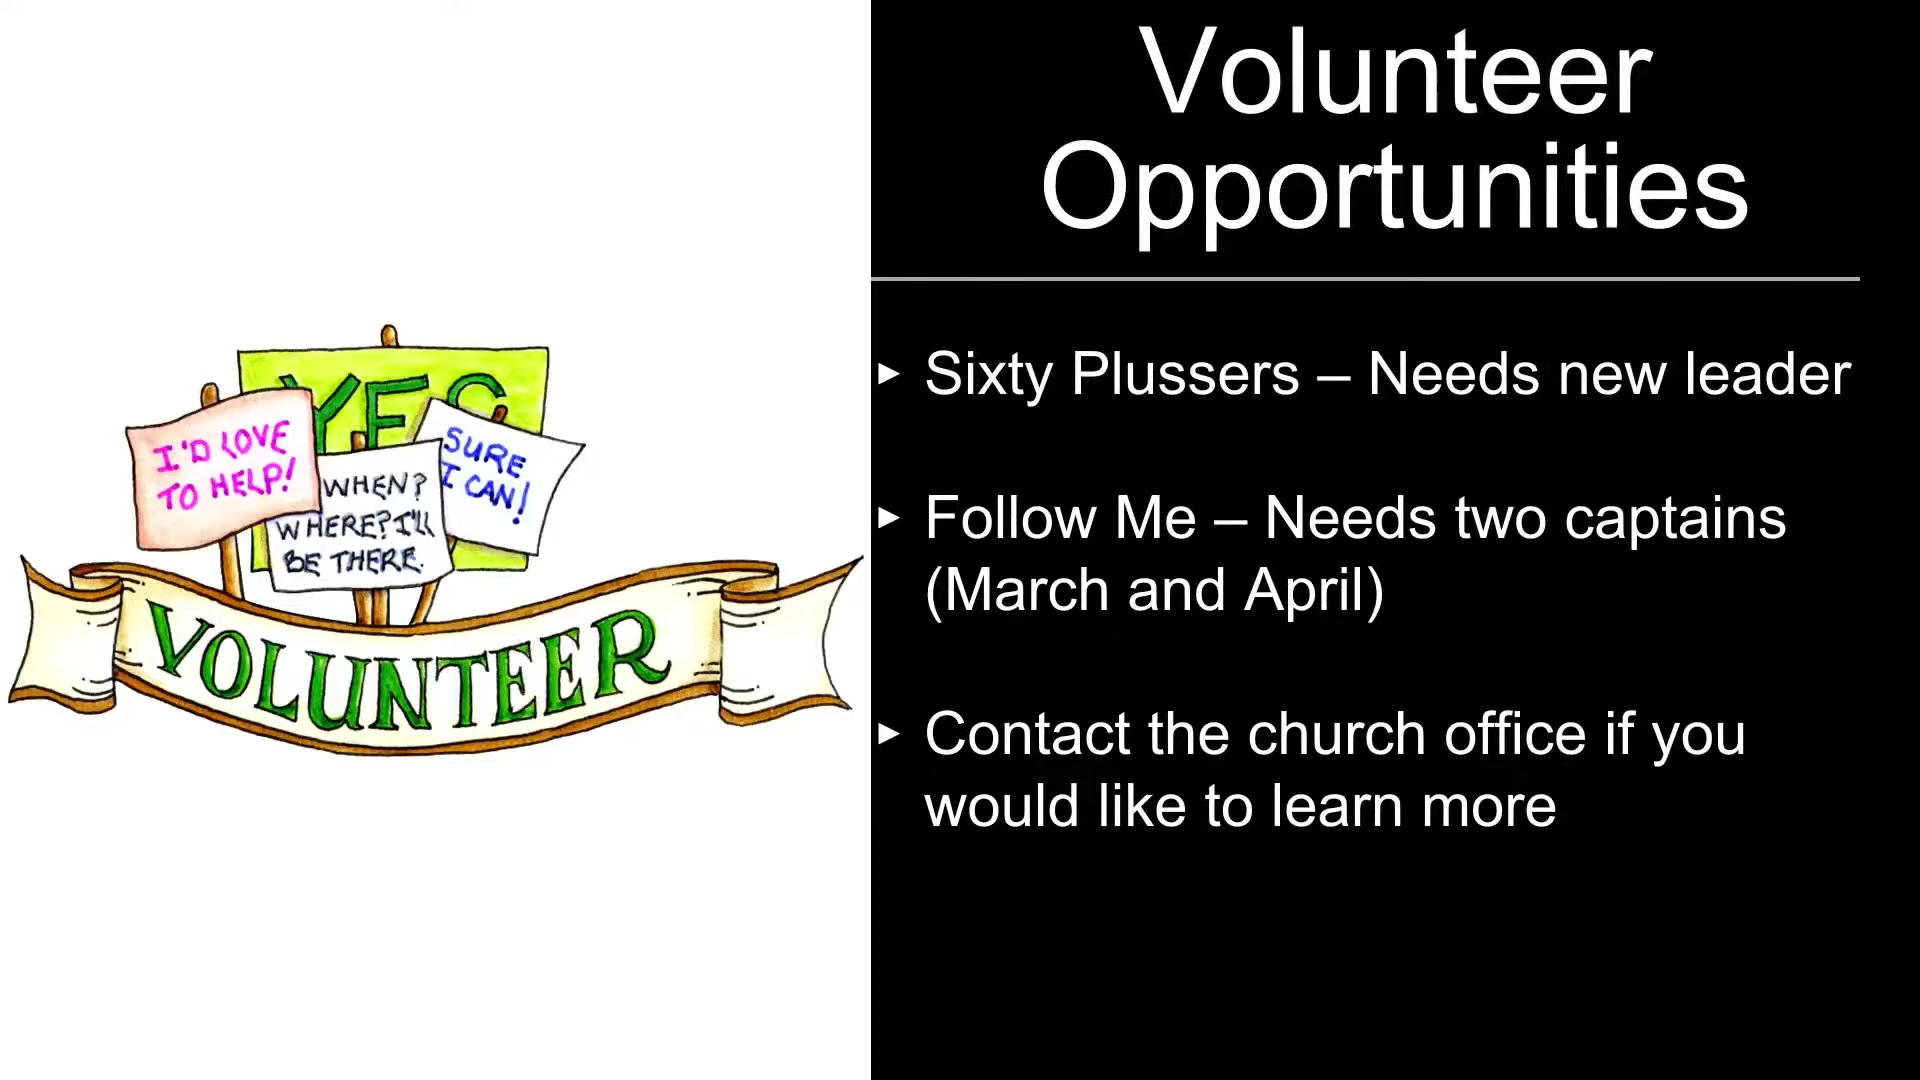 Volunteer
Opportunities
YES
I'D LOVE
TO HELP!
SURE
I CAN!
WHEN?
WHERE? I'LL
BE THERE.
VOLUNTEER
▸ Sixty Plussers – Needs new leader
▸ Follow Me – Needs two captains
(March and April)
▸ Contact the church office if you
would like to learn more